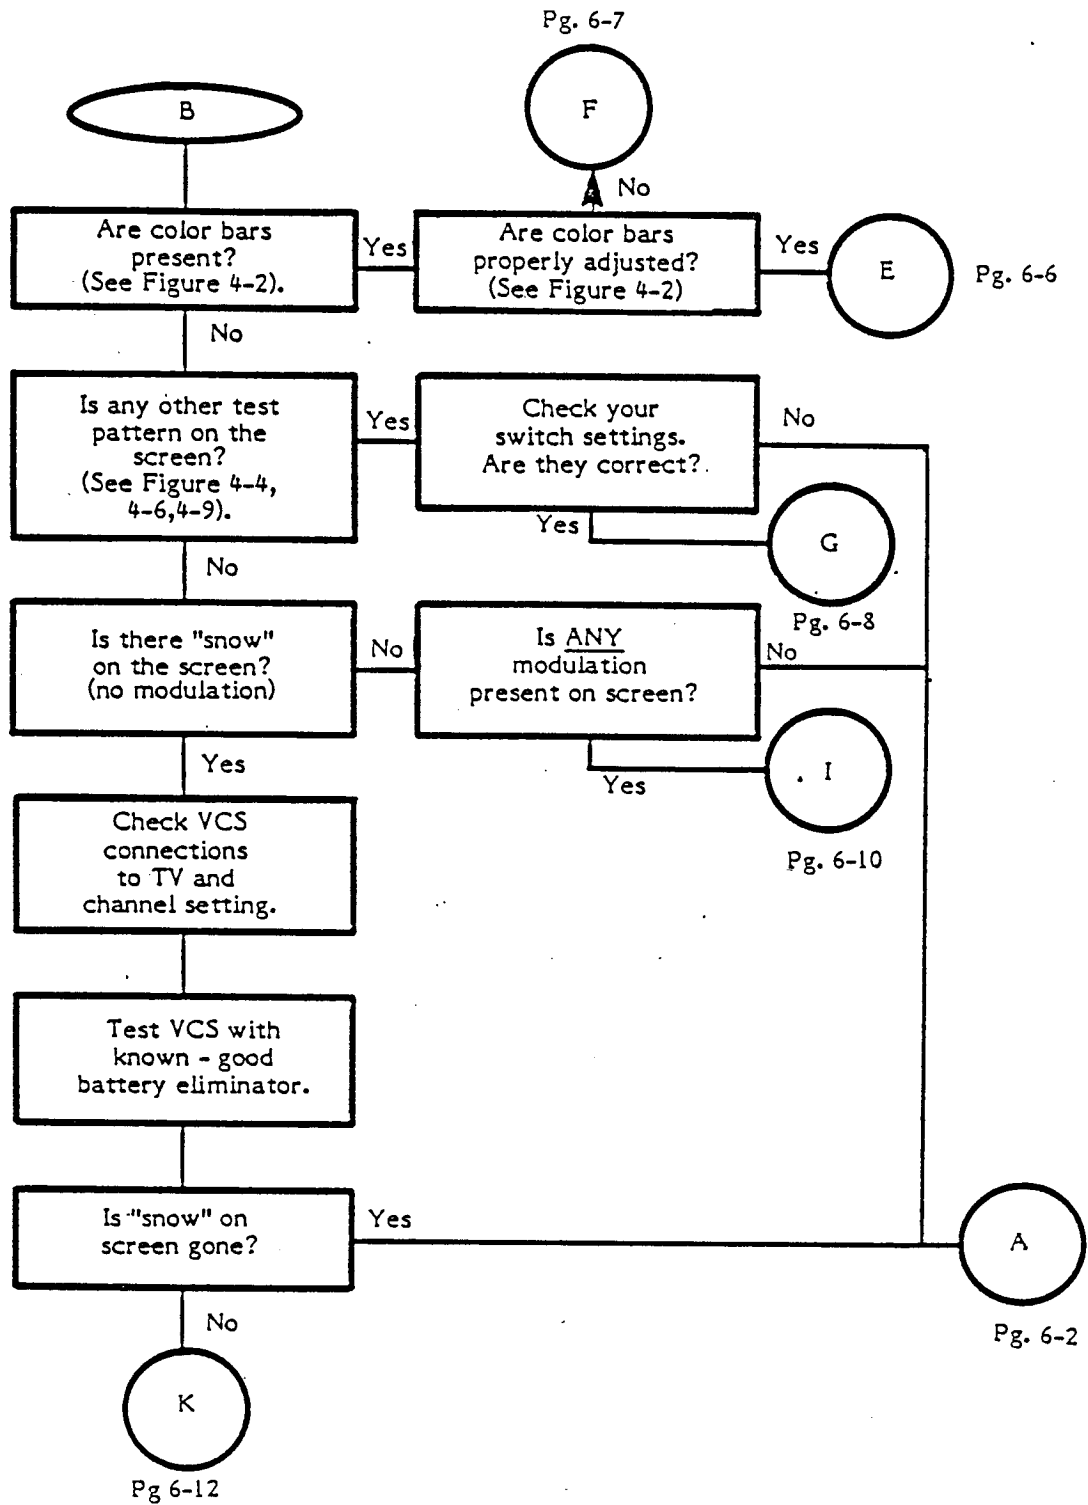 Pg. 6-7
B
F
No
Are color bars
present?
(See Figure 4-2).
Yes
Are color bars
properly adjusted?
(See Figure 4-2)
Yes
E
Pg. 6-6
No
Is any other test
pattern on the
screen?
(See Figure 4-4,
4-6,4-9).
Yes
Check your
switch settings.
Are they correct?
No
Yes
G
Pg. 6-8
No
Is there "snow"
on the screen?
(no modulation)
No
Is ANY
modulation
present on screen?
No
Yes
I
Pg. 6-10
Yes
Check VCS
connections
to TV and
channel setting.
Test VCS with
known - good
battery eliminator.
Is "snow" on
screen gone?
Yes
A
Pg. 6-2
No
K
Pg 6-12